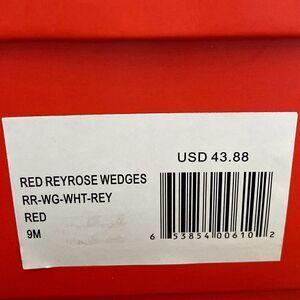 USD 43.88
RED REYROSE WEDGES
RR-WG-WHT-REY
RED
9M
6 53854 00610 2